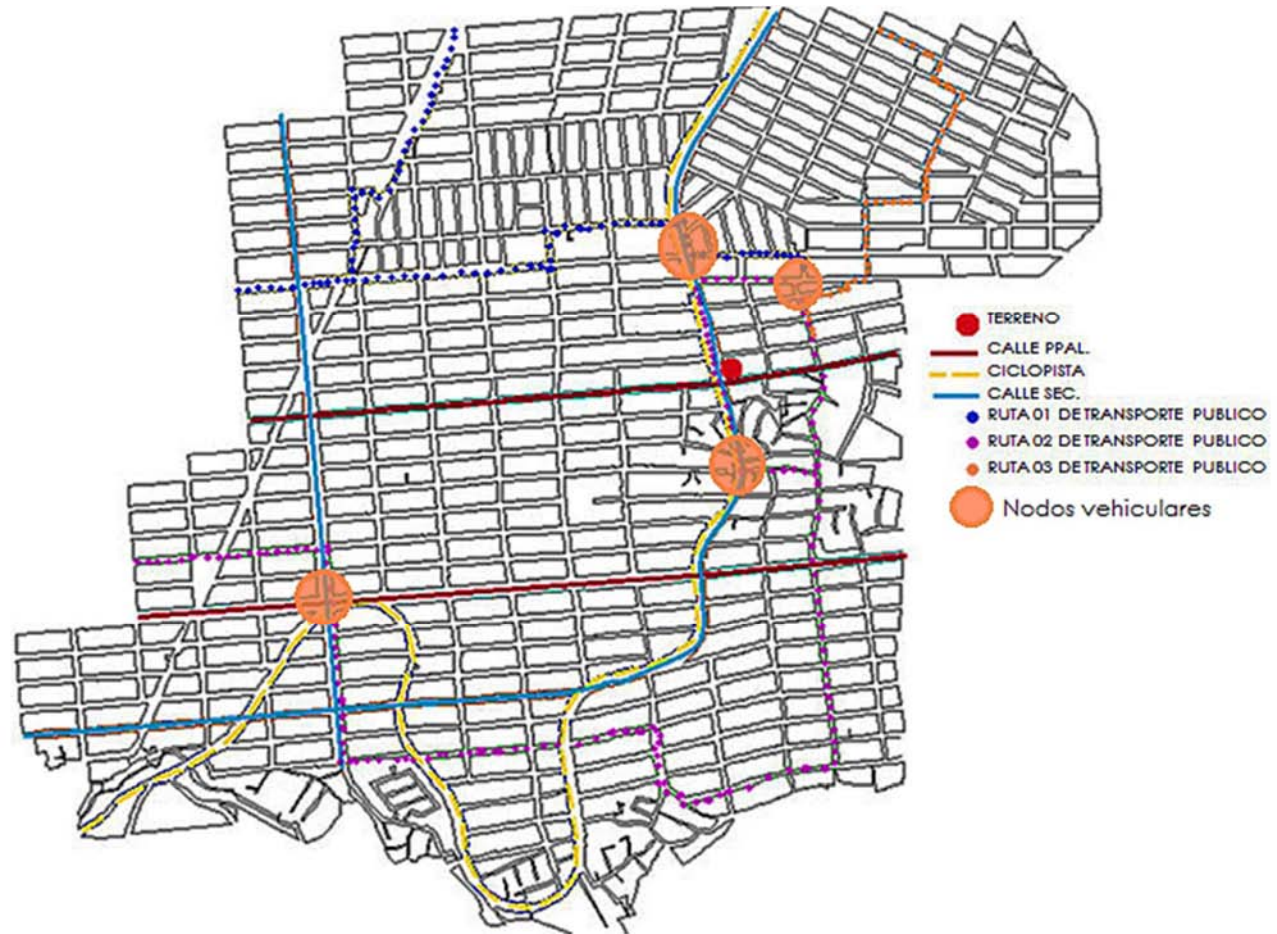 TERRENO
CALLE PPAL.
CICLOPISTA
CALLE SEC.
RUTA 01 DE TRANSPORTE PUBLICO
RUTA 02 DE TRANSPORTE PUBLICO
RUTA 03 DE TRANSPORTE PUBLICO
Nodos vehiculares